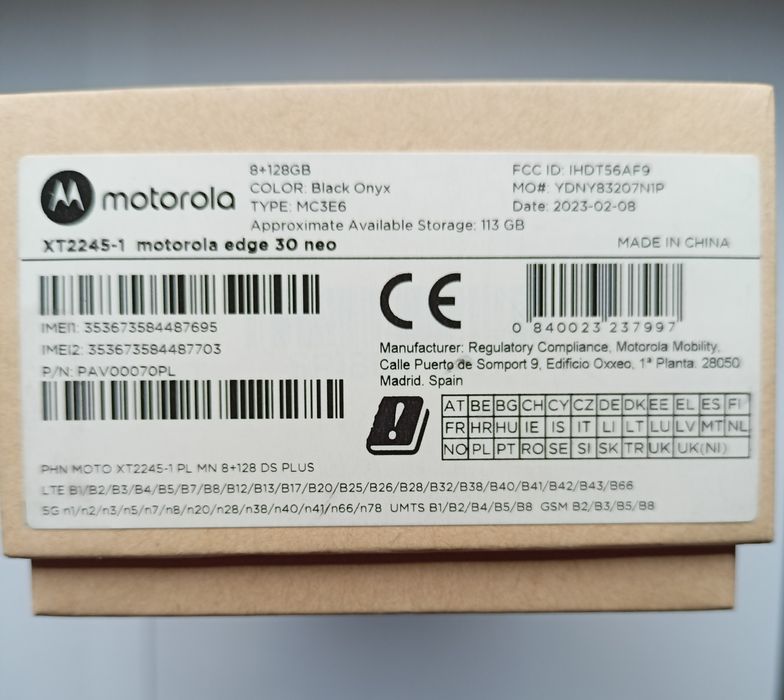 motorola
8+128GB
COLOR: Black Onyx
TYPE: MC3E6
Approximate Available Storage: 113 GB
FCC ID: IHDT56AF9
MO#: YDNY83207N1P
Date: 2023-02-08
XT2245-1 motorola edge 30 neo
MADE IN CHINA
IMEI1: 353673584487695
IMEI2: 353673584487703
P/N: PAV00070PL
CE
0 840023 237997
Manufacturer: Regulatory Compliance, Motorola Mobility,
Calle Puerto de Somport 9, Edificio Oxxeo, 1ª Planta. 28050
Madrid. Spain
AT BE BG CH CY CZ DE DK EE EL ES FI
FR HR HU IE IS IT LI LT LU LV MT NL
NO PL PT RO SE SI SK TR UK UK(NI)
PHN MOTO XT2245-1 PL MN 8+128 DS PLUS
LTE B1/B2/B3/B4/B5/B7/B8/B12/B13/B17/B20/B25/B26/B28/B32/B38/B40/B41/B42/B43/B66
5G n1/n2/n3/n5/n7/n8/n20/n28/n38/n40/n41/n66/n78 UMTS B1/B2/B4/B5/B8 GSM B2/B3/B5/B8